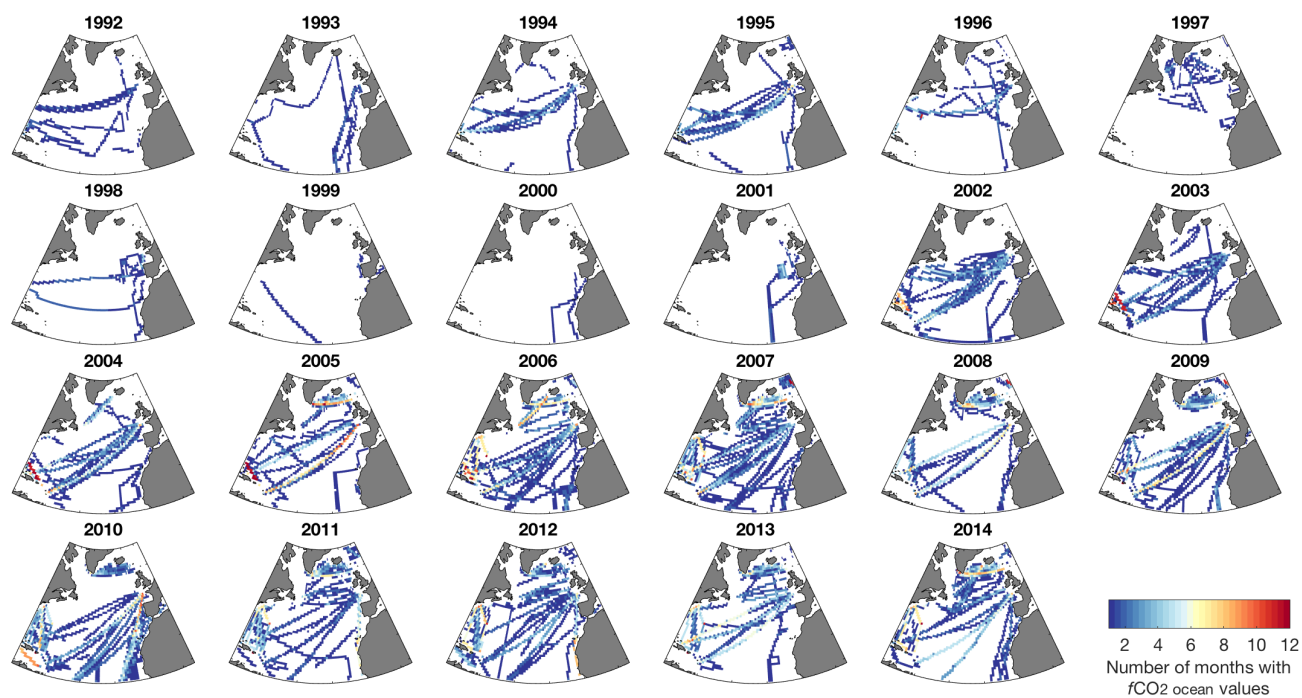 1992 1993 1994 1995 1996 1997
1998 1999 2000 2001 2002 2003
2004 2005 2006 2007 2008 2009
2010 2011 2012 2013 2014
2 4 6 8 10 12
Number of months with
fCO2 ocean values